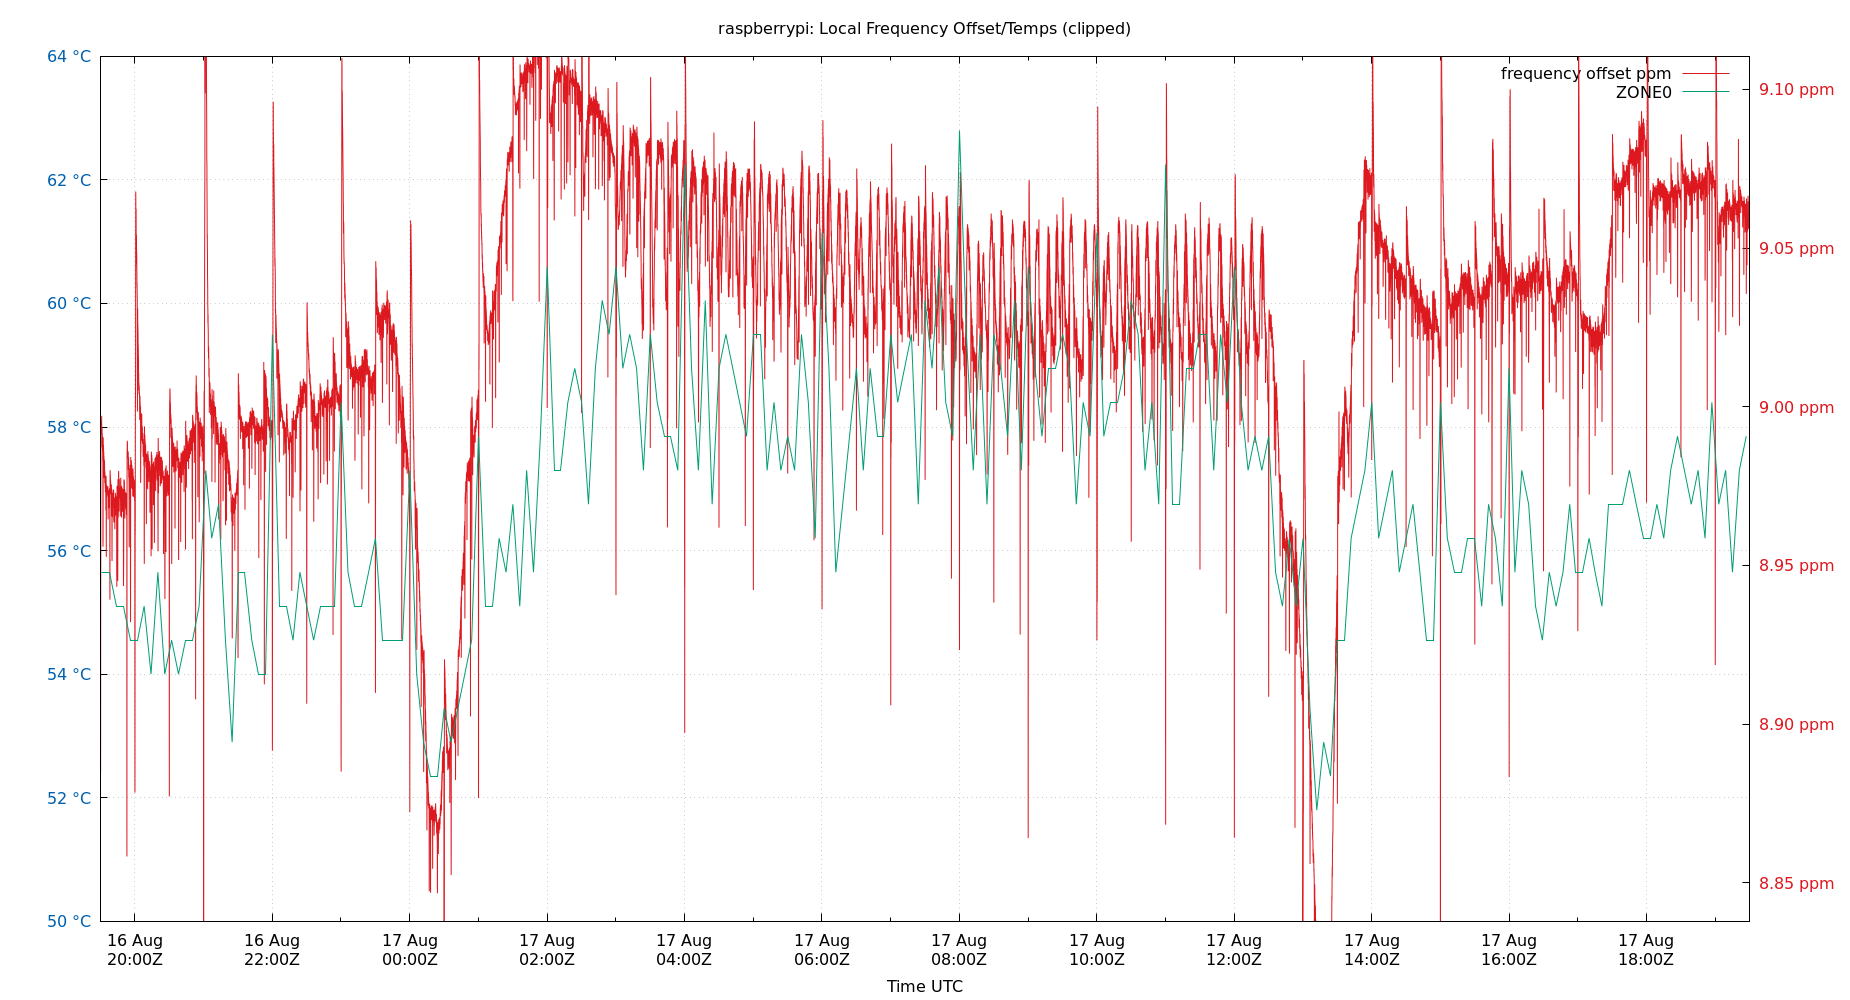 raspberrypi: Local Frequency Offset/Temps (clipped)
64 °C
62 °C
60 °C
58 °C
56 °C
54 °C
52 °C
50 °C
frequency offset ppm
ZONE0
9.10 ppm
9.05 ppm
9.00 ppm
8.95 ppm
8.90 ppm
8.85 ppm
16 Aug
20:00Z
16 Aug
22:00Z
17 Aug
00:00Z
17 Aug
02:00Z
17 Aug
04:00Z
17 Aug
06:00Z
17 Aug
08:00Z
17 Aug
10:00Z
17 Aug
12:00Z
17 Aug
14:00Z
17 Aug
16:00Z
17 Aug
18:00Z
Time UTC